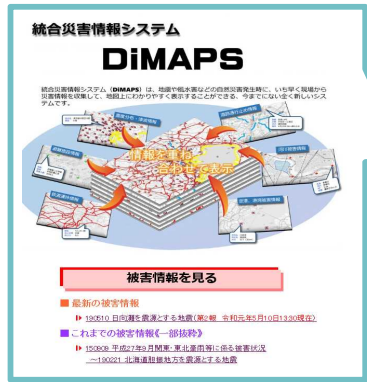 統合災害情報システム
DiMAPS
統合災害情報システム（DiMAPS）は、地震や風水害などの自然災害発生時に、いち早く現場から
災害情報を収集して、地図上にわかりやすく表示することができる、今までにない全く新しいシス
テムです。
情報を重ね
合わせて表示
被害情報を見る
最新の被害情報
190510 日向灘を震源とする地震(第2報 令和元年5月10日13:30現在)
これまでの被害情報《一部抜粋》
150909 平成27年9月関東・東北豪雨等に係る被害状況
～190221 北海道胆振地方を震源とする地震